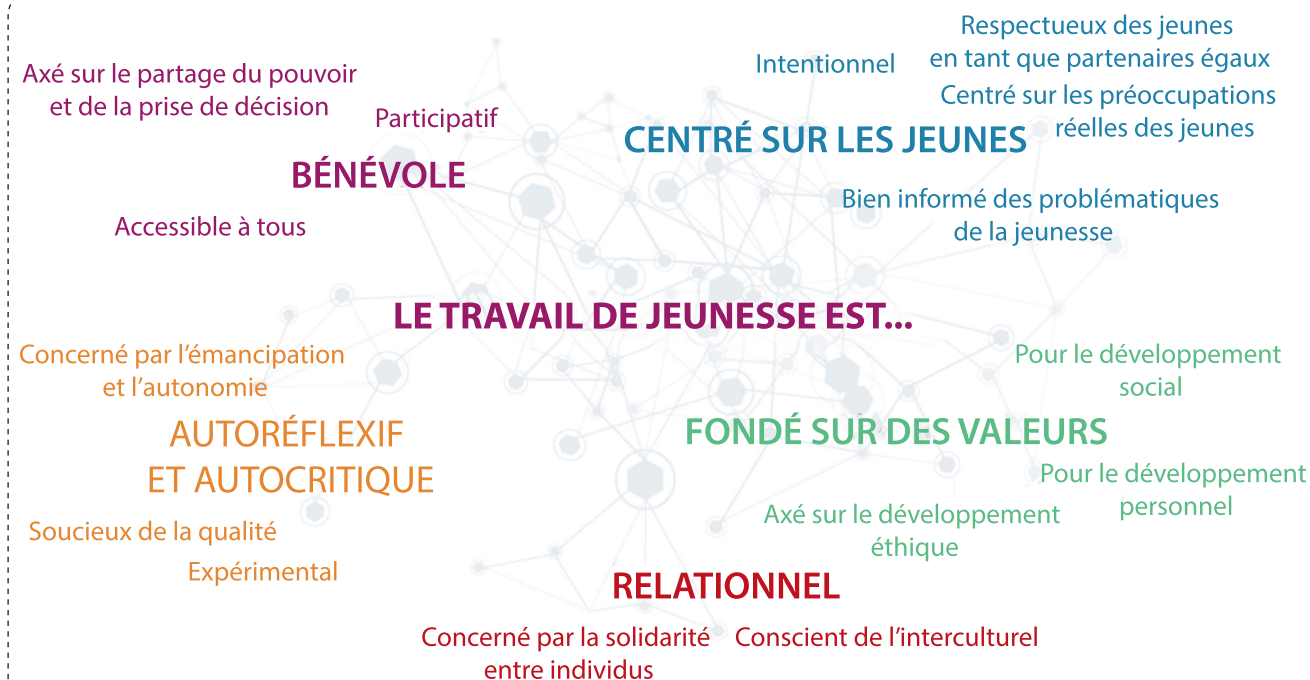 Axé sur le partage du pouvoir
et de la prise de décision
Participatif
BÉNÉVOLE
Accessible à tous
Intentionnel
Respectueux des jeunes
en tant que partenaires égaux
Centré sur les préoccupations
réelles des jeunes
CENTRÉ SUR LES JEUNES
Bien informé des problématiques
de la jeunesse
LE TRAVAIL DE JEUNESSE EST...
Concerné par l’émancipation
et l’autonomie
AUTORÉFLEXIF
ET AUTOCRITIQUE
Soucieux de la qualité
Expérimental
Pour le développement
social
FONDÉ SUR DES VALEURS
Pour le développement
personnel
Axé sur le développement
éthique
RELATIONNEL
Concerné par la solidarité
entre individus
Conscient de l’interculturel